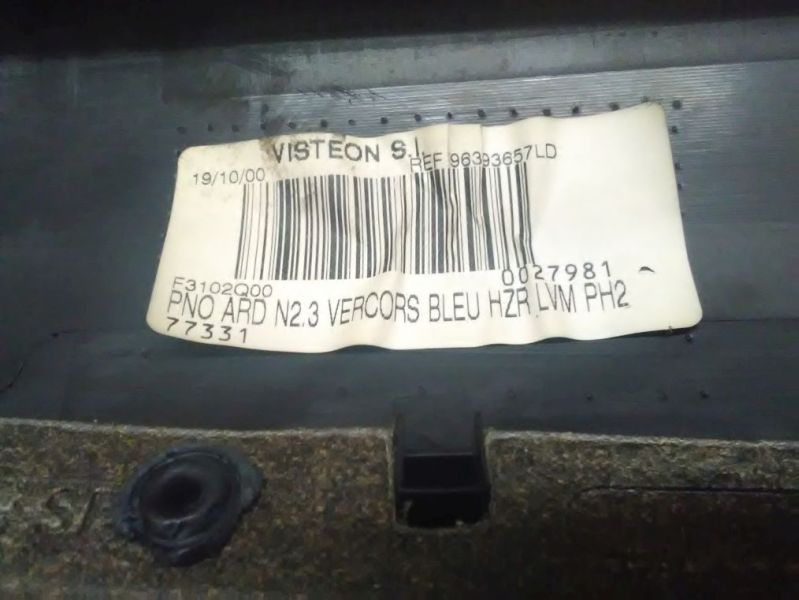 VISTEON S.L
REF 96393657LD
19/10/00
0027981
F3102Q00
PNO ARD N2.3 VERCORS BLEU HZR LVM PH2
77331